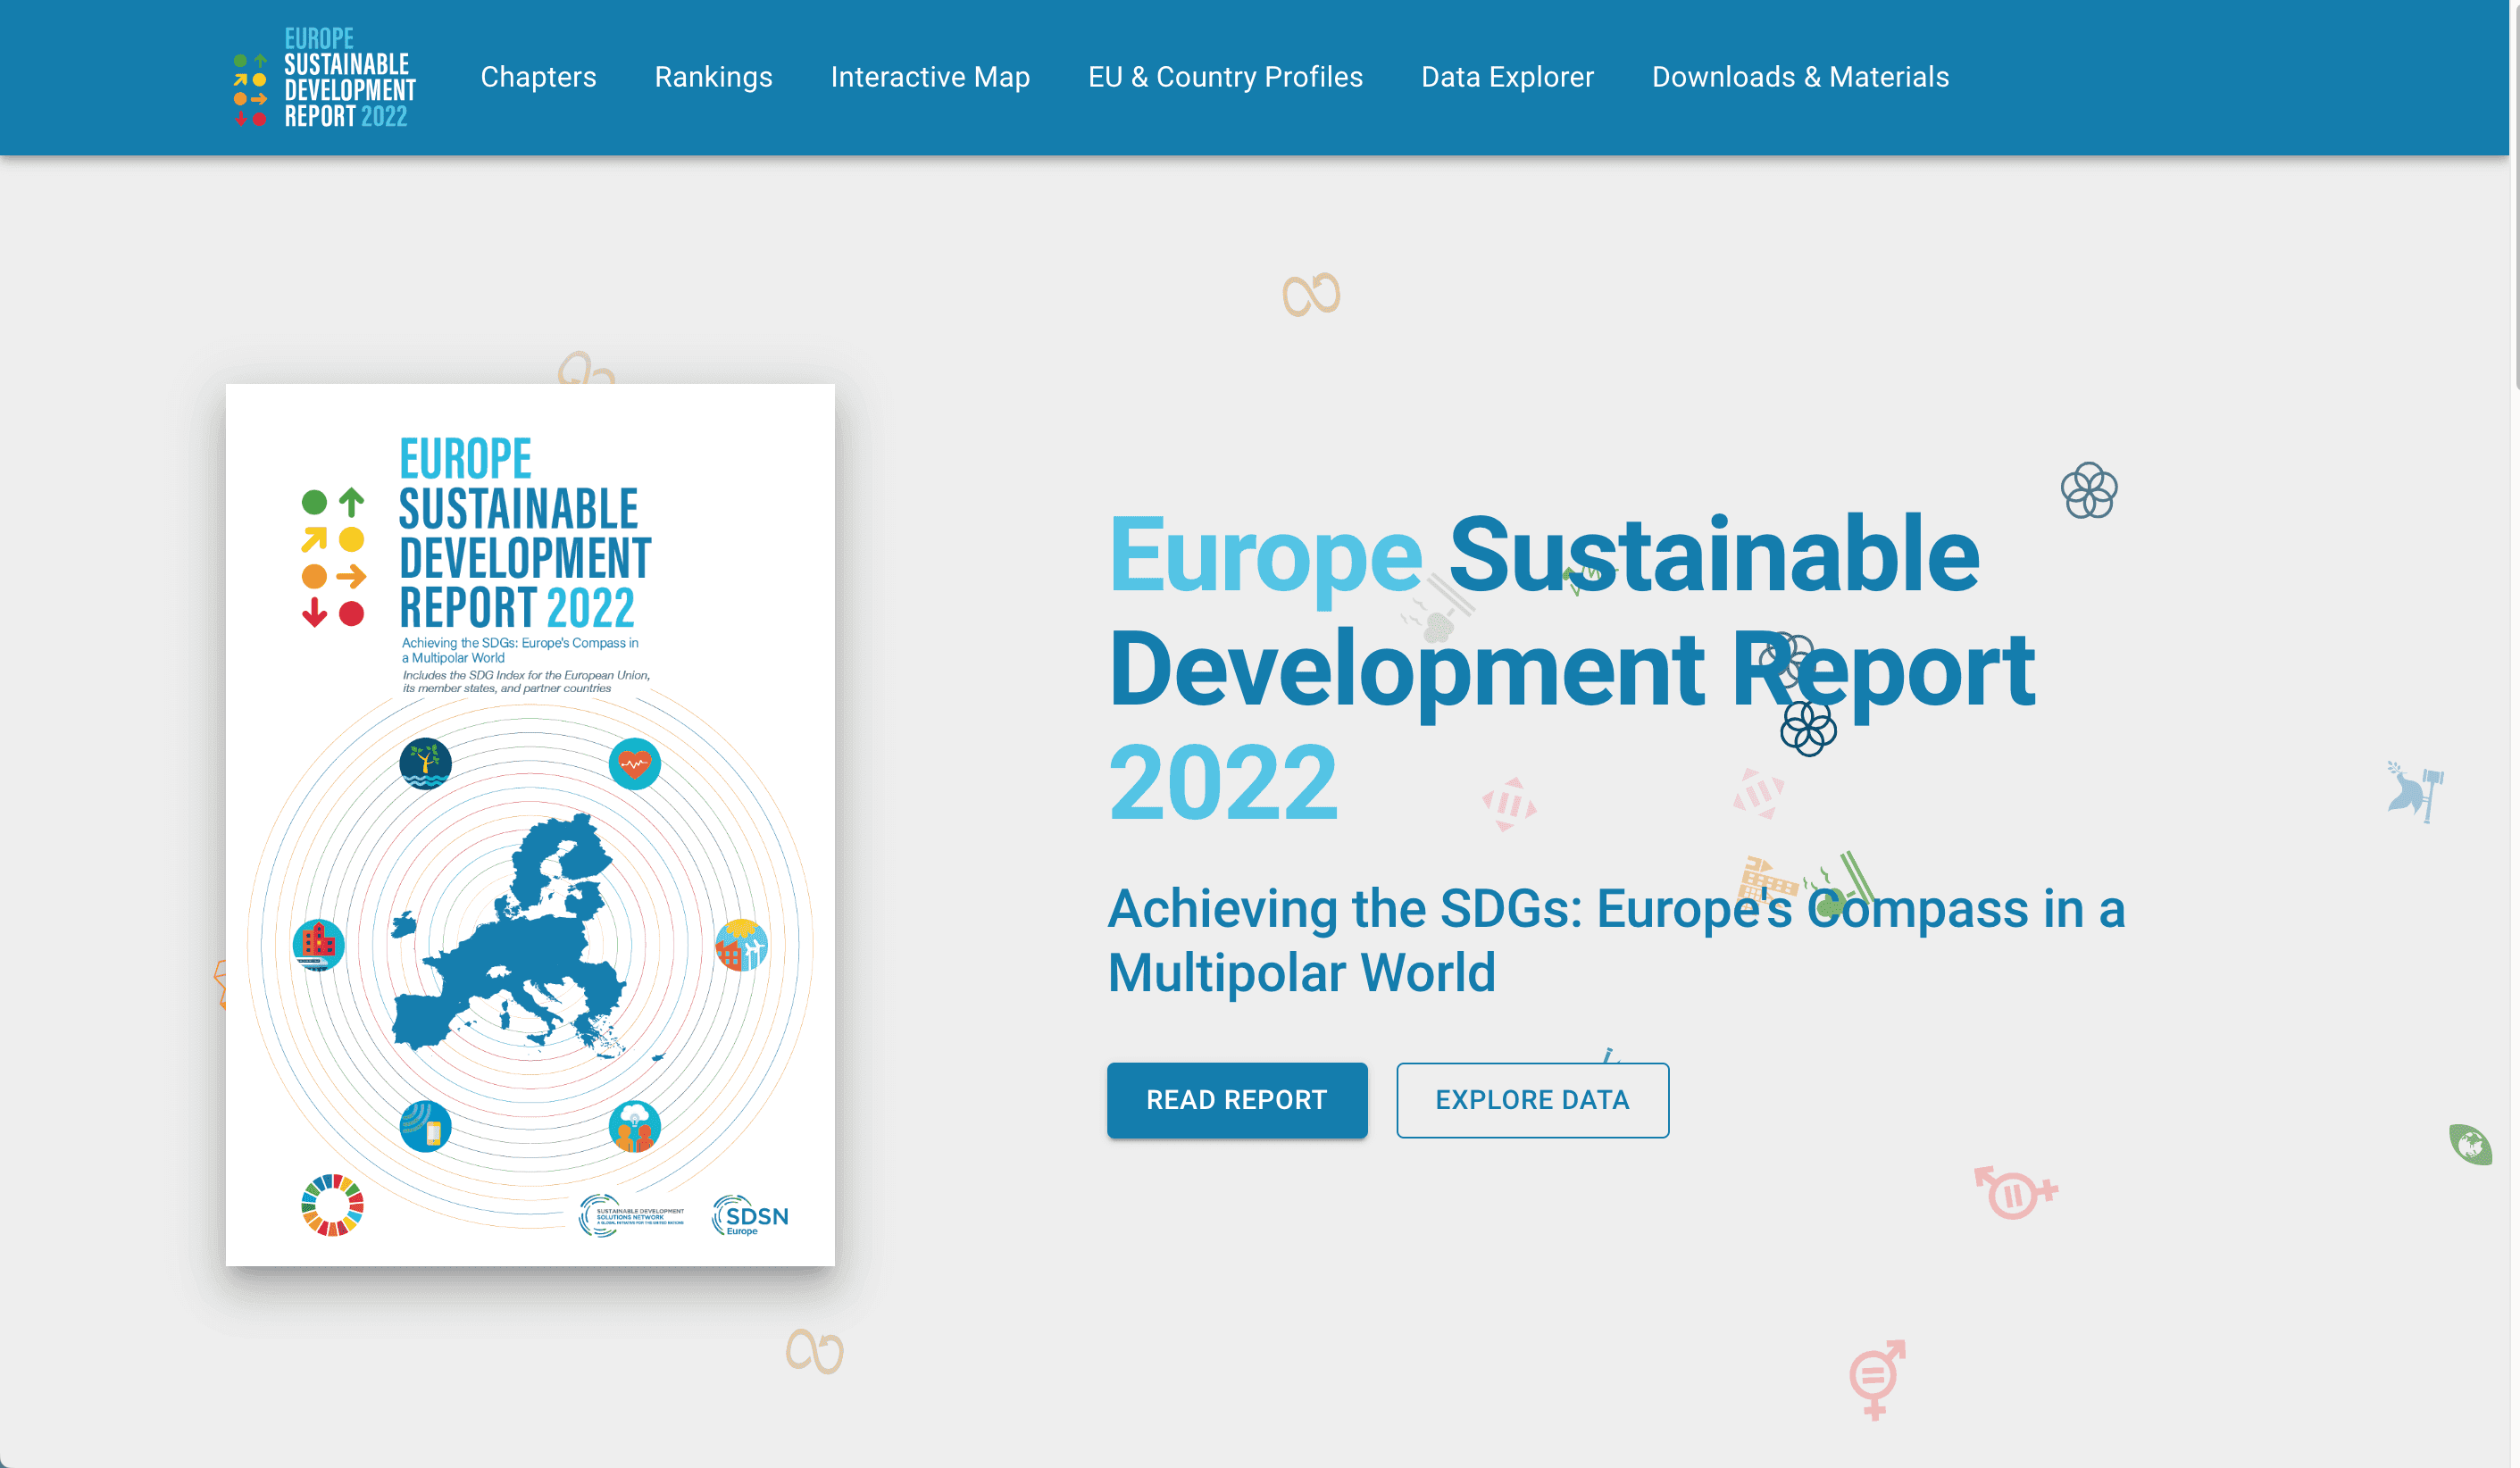 EUROPE
SUSTAINABLE
DEVELOPMENT
REPORT 2022
Chapters
Rankings
Interactive Map
EU & Country Profiles
Data Explorer
Downloads & Materials
EUROPE
SUSTAINABLE
DEVELOPMENT
REPORT 2022
Achieving the SDGs: Europe's Compass in
a Multipolar World
Includes the SDG Index for the European Union,
its member states, and partner countries
SUSTAINABLE DEVELOPMENT
SOLUTIONS NETWORK
A GLOBAL INITIATIVE FOR THE UNITED NATIONS
SDSN
Europe
Europe Sustainable
Development Report
2022
Achieving the SDGs: Europe's Compass in a
Multipolar World
READ REPORT
EXPLORE DATA